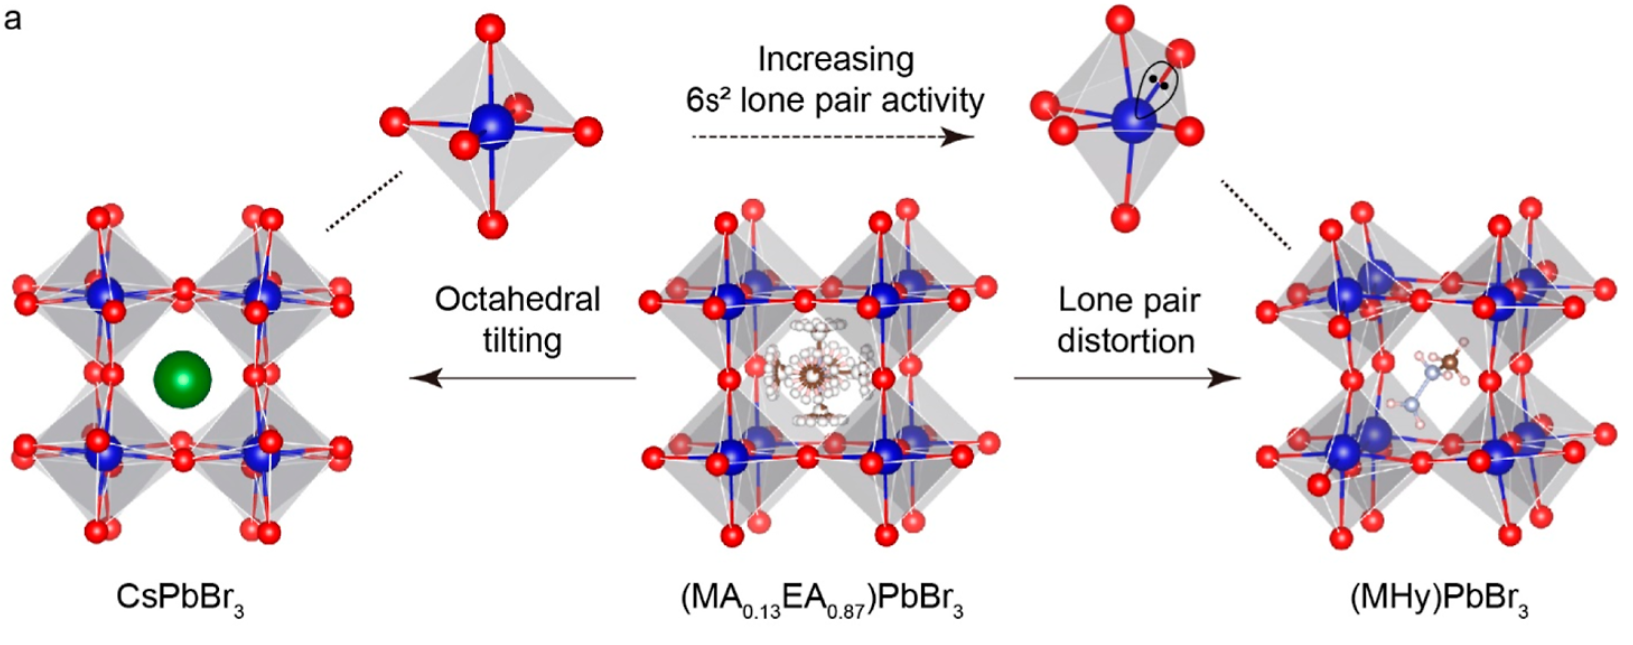 a
Increasing
6s² lone pair activity
Octahedral
tilting
Lone pair
distortion
CsPbBr₃
(MA₀.₁₃EA₀.₈₇)PbBr₃
(MHy)PbBr₃